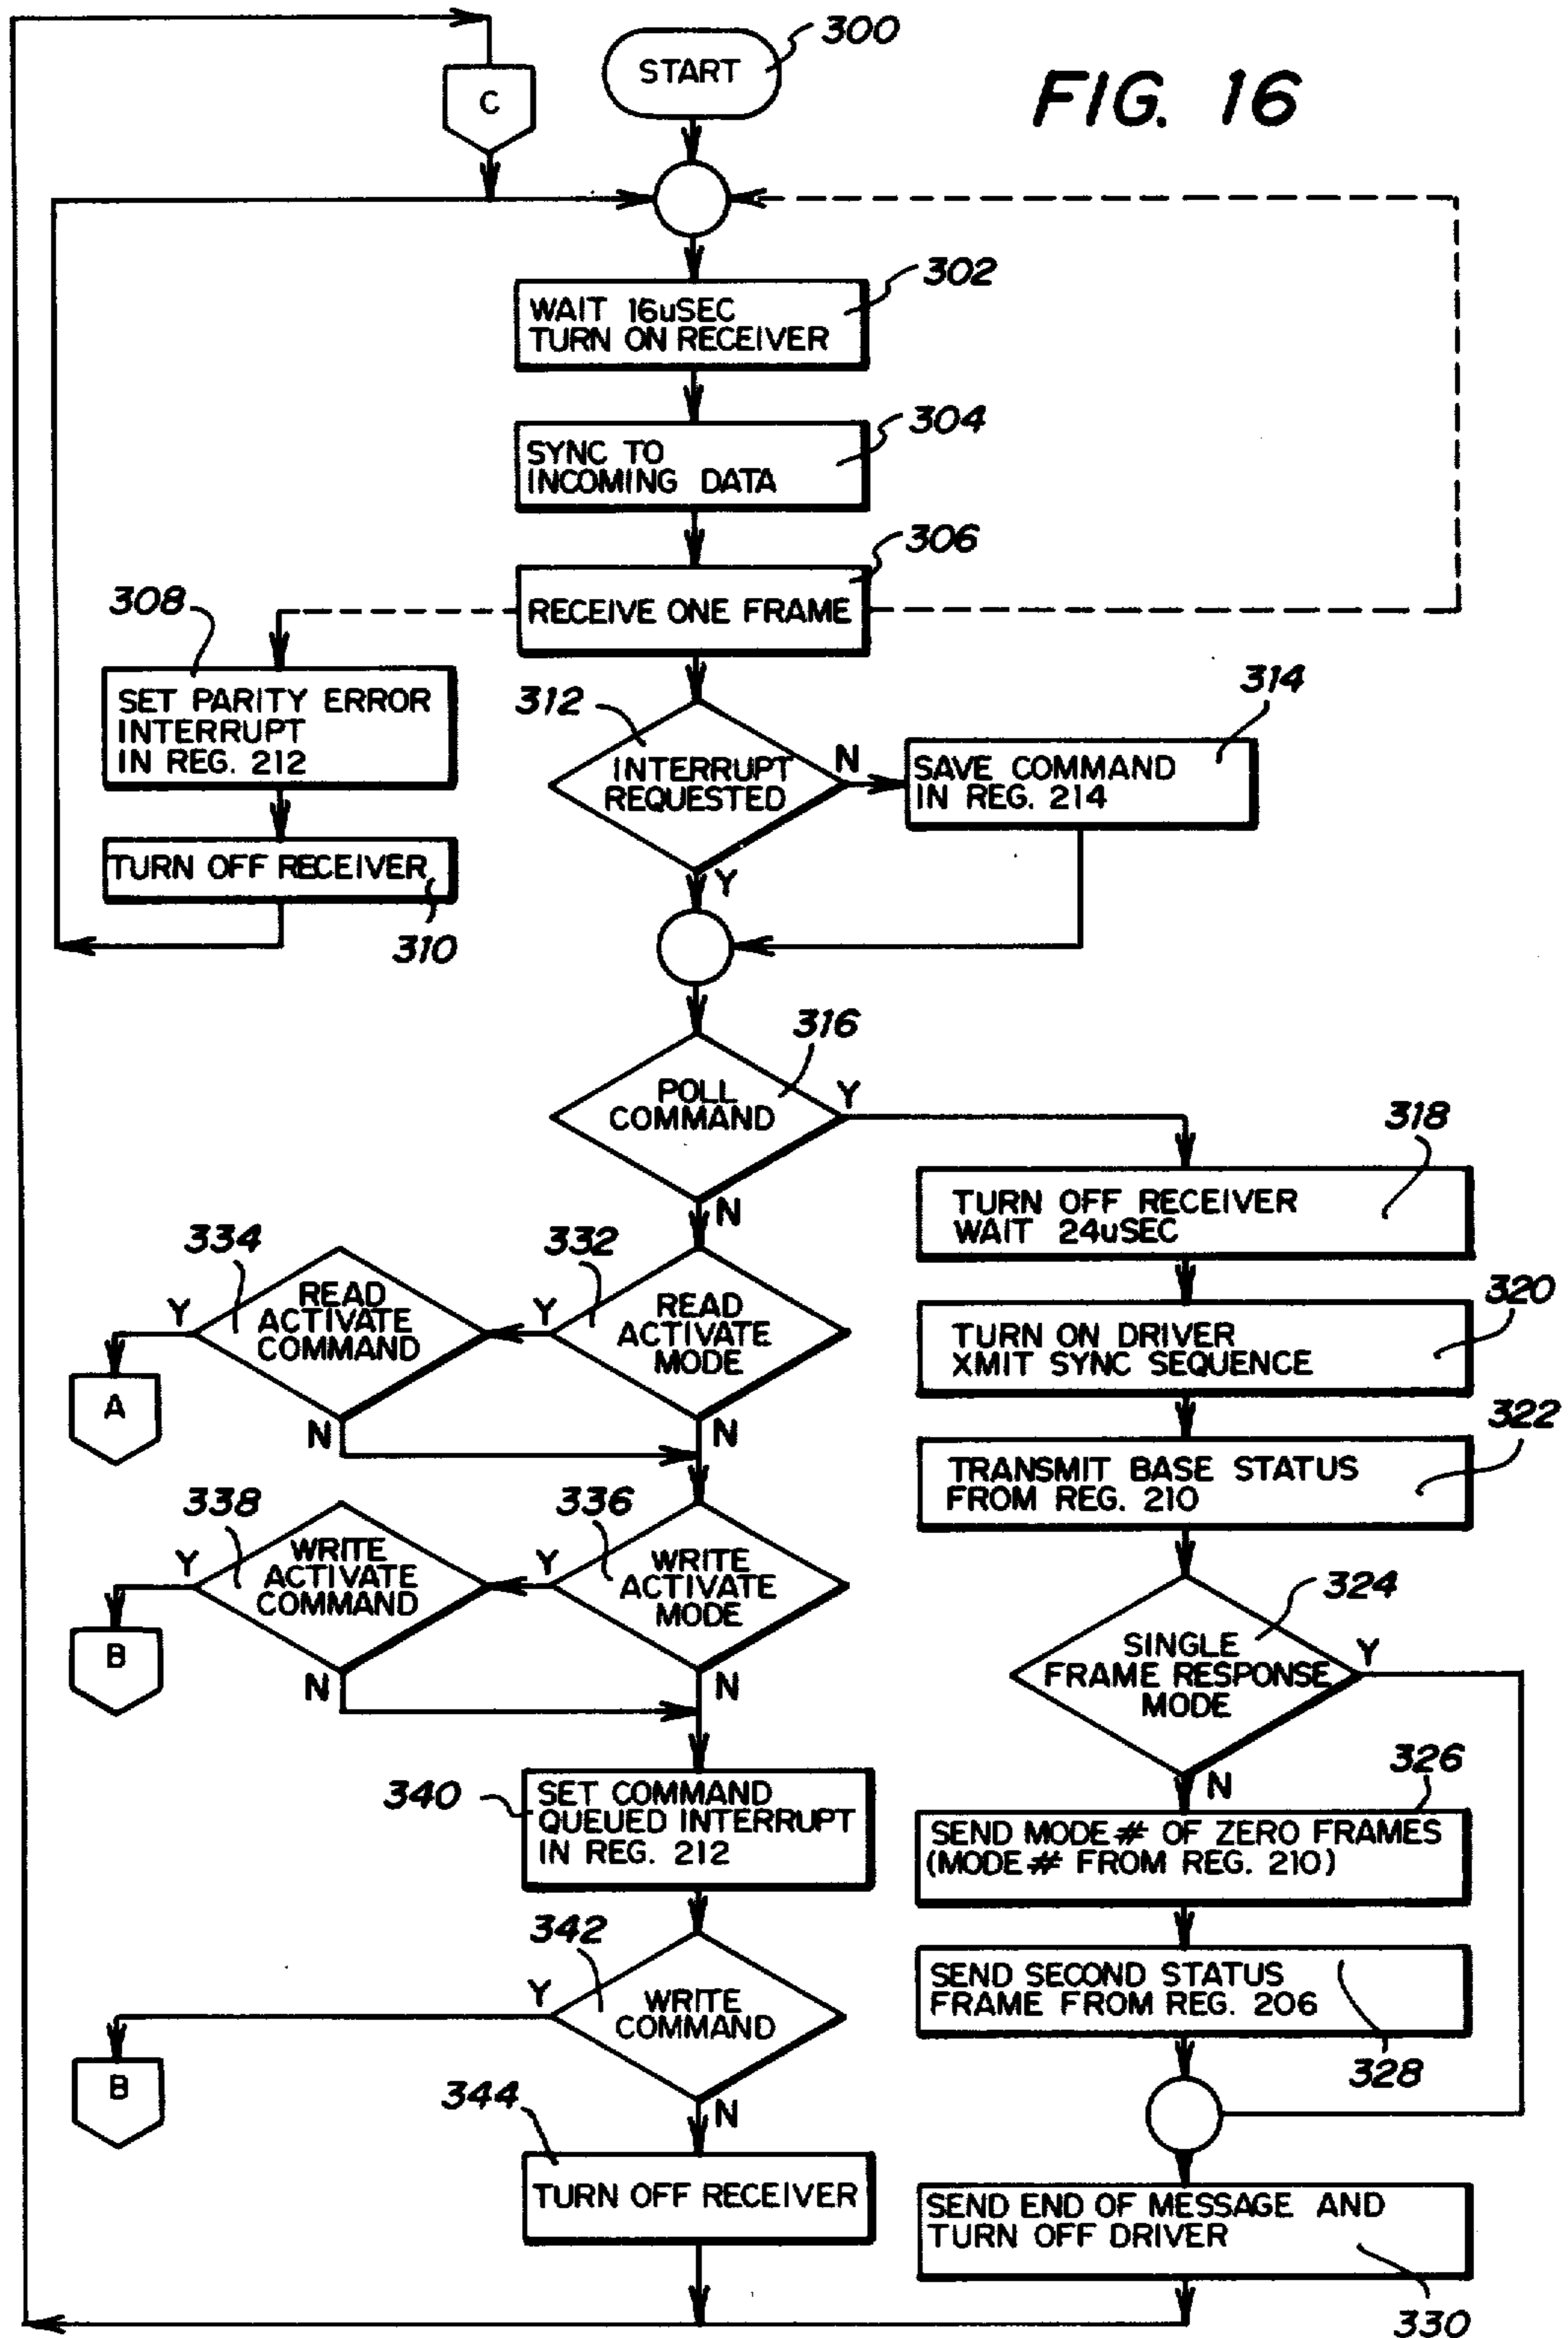 300
START
FIG. 16
C
302
WAIT 16uSEC
TURN ON RECEIVER
304
SYNC TO
INCOMING DATA
306
RECEIVE ONE FRAME
308
SET PARITY ERROR
INTERRUPT
IN REG. 212
TURN OFF RECEIVER
310
312
INTERRUPT
REQUESTED
N
Y
314
SAVE COMMAND
IN REG. 214
316
POLL
COMMAND
Y
N
318
TURN OFF RECEIVER
WAIT 24uSEC
320
TURN ON DRIVER
XMIT SYNC SEQUENCE
322
TRANSMIT BASE STATUS
FROM REG. 210
324
SINGLE
FRAME RESPONSE
MODE
Y
N
326
SEND MODE # OF ZERO FRAMES
(MODE # FROM REG. 210)
SEND SECOND STATUS
FRAME FROM REG. 206
328
SEND END OF MESSAGE AND
TURN OFF DRIVER
330
334
Y
READ
ACTIVATE
COMMAND
N
A
332
Y
READ
ACTIVATE
MODE
N
338
Y
WRITE
ACTIVATE
COMMAND
N
B
336
Y
WRITE
ACTIVATE
MODE
N
340
SET COMMAND
QUEUED INTERRUPT
IN REG. 212
342
Y
WRITE
COMMAND
N
B
344
TURN OFF RECEIVER